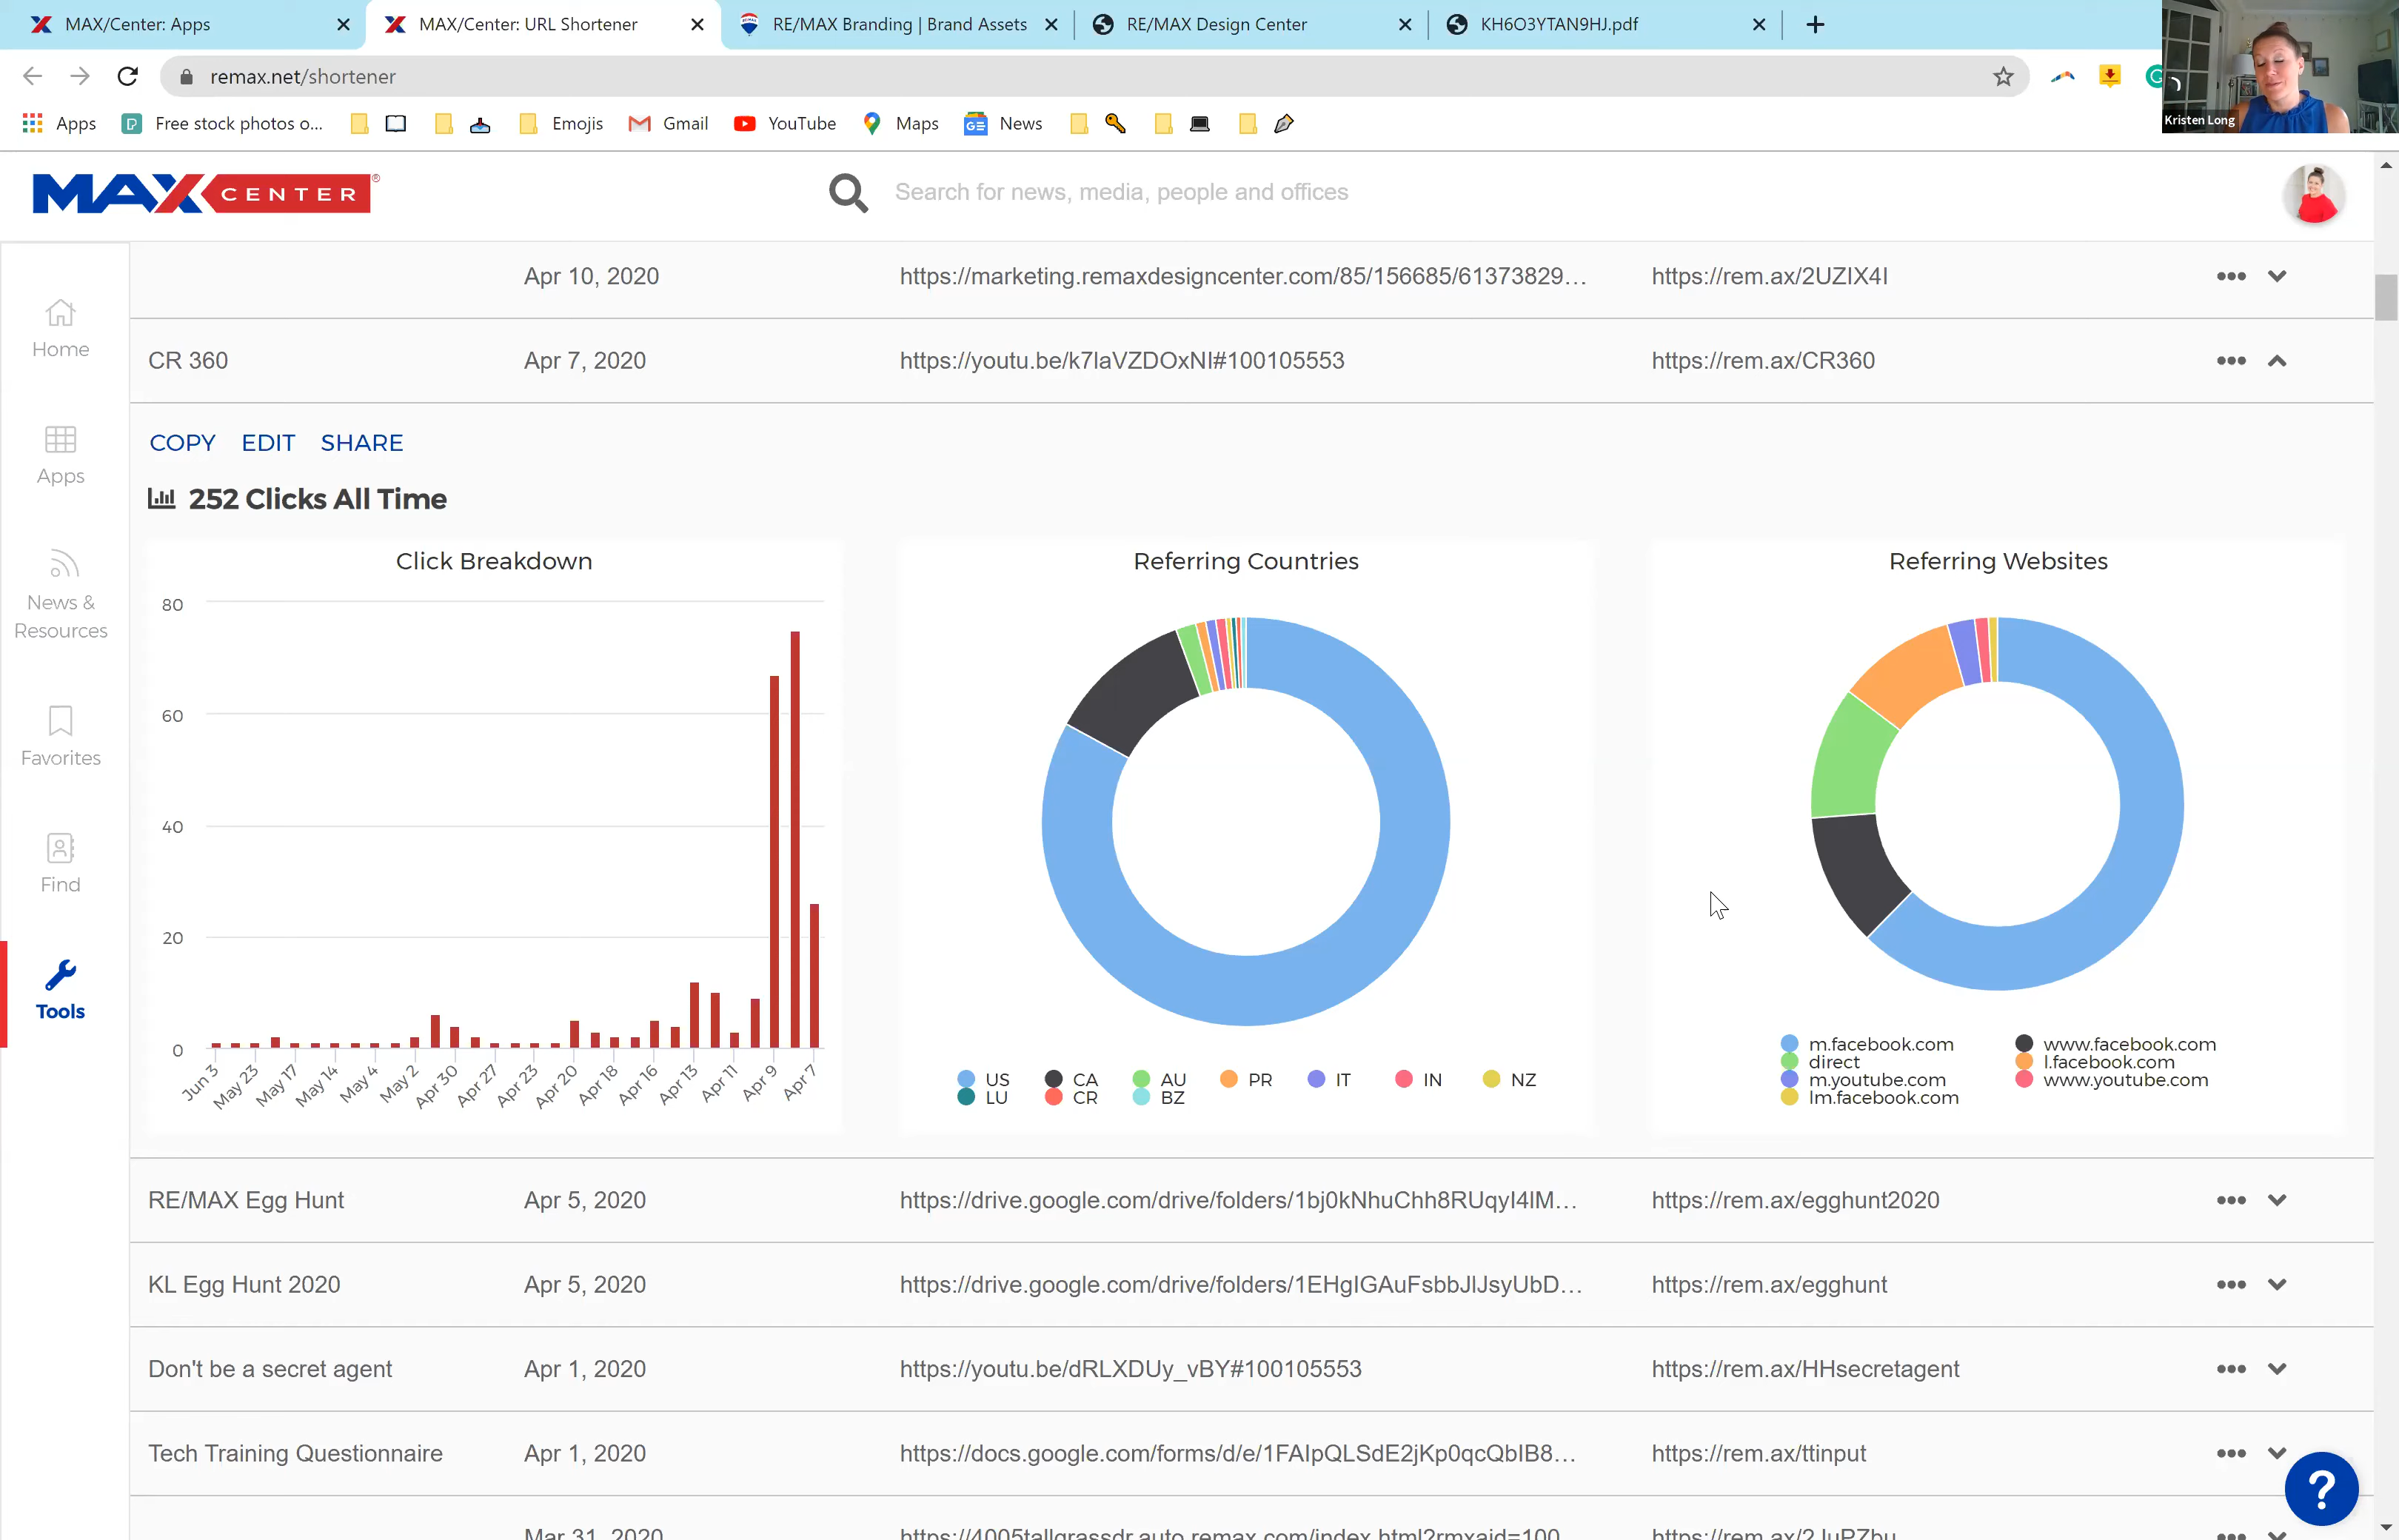 MAX/Center: Apps
MAX/Center: URL Shortener
RE/MAX Branding | Brand Assets
RE/MAX Design Center
KH6O3YTAN9HJ.pdf
remax.net/shortener
Apps
Free stock photos o...
Emojis
Gmail
YouTube
Maps
News
Kristen Long
MAX CENTER®
Search for news, media, people and offices
Home
Apps
News &
Resources
Favorites
Find
Tools
Apr 10, 2020 https://marketing.remaxdesigncenter.com/85/156685/61373829... https://rem.ax/2UZIX4I
CR 360 Apr 7, 2020 https://youtu.be/k7laVZDOxNI#100105553 https://rem.ax/CR360
COPY EDIT SHARE
252 Clicks All Time
Click Breakdown
80
60
40
20
0
Jun 3 May 23 May 17 May 14 May 4 May 2 Apr 30 Apr 27 Apr 23 Apr 20 Apr 18 Apr 16 Apr 13 Apr 11 Apr 9 Apr 7
Referring Countries
US CA AU PR IT IN NZ
LU CR BZ
Referring Websites
m.facebook.com www.facebook.com
direct l.facebook.com
m.youtube.com www.youtube.com
lm.facebook.com
RE/MAX Egg Hunt Apr 5, 2020 https://drive.google.com/drive/folders/1bj0kNhuChh8RUqyI4lM... https://rem.ax/egghunt2020
KL Egg Hunt 2020 Apr 5, 2020 https://drive.google.com/drive/folders/1EHgIGAuFsbbJlJsyUbD... https://rem.ax/egghunt
Don't be a secret agent Apr 1, 2020 https://youtu.be/dRLXDUy_vBY#100105553 https://rem.ax/HHsecretagent
Tech Training Questionnaire Apr 1, 2020 https://docs.google.com/forms/d/e/1FAIpQLSdE2jKp0qcQbIB8... https://rem.ax/ttinput
Mar 31, 2020 https://4005tallgrassdr.auto.remax.com/index.html?rmxaid=100